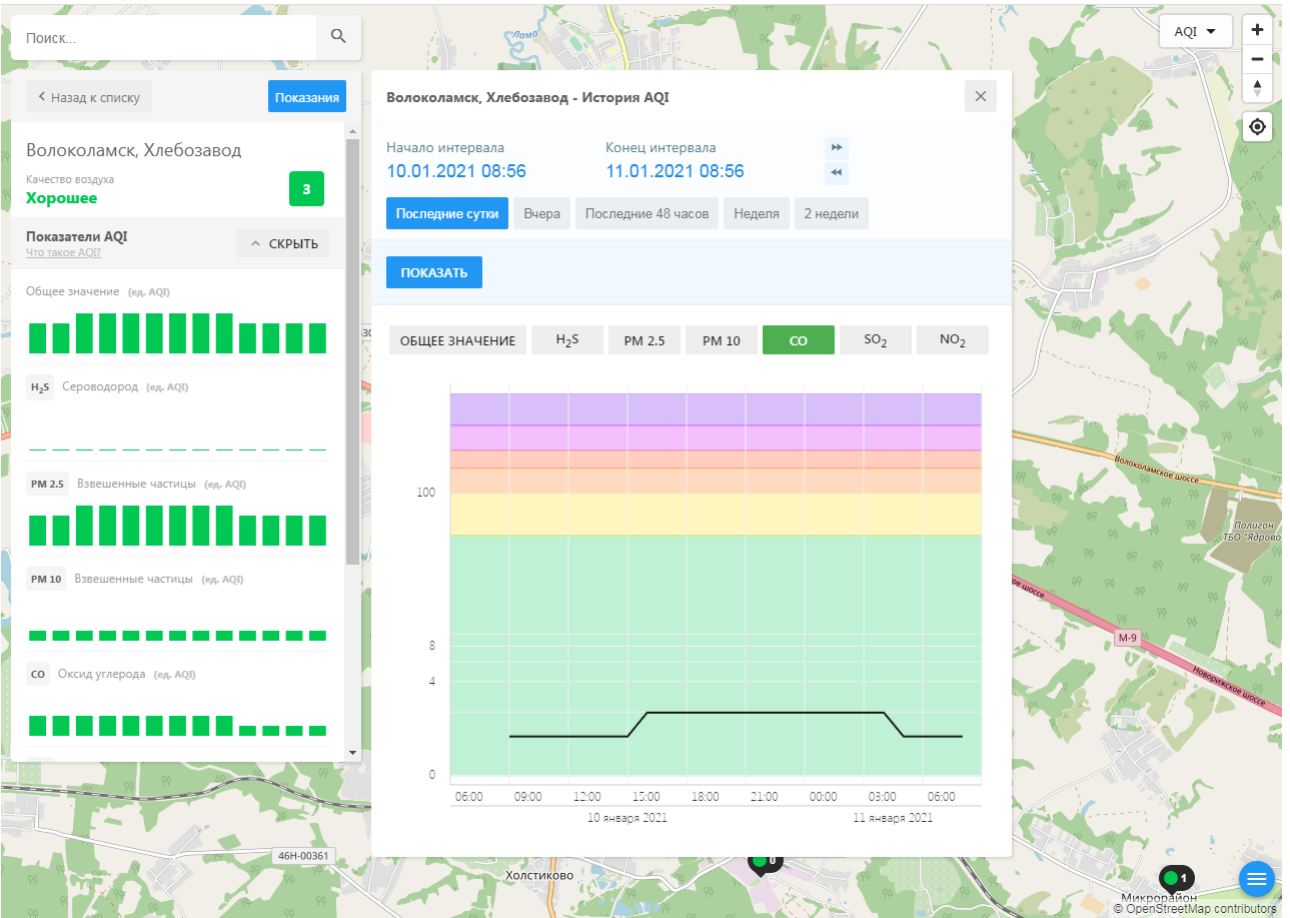 Поиск...
Лама
AQI
Назад к списку
Показания
Волоколамск, Хлебозавод
Качество воздуха
Хорошее
3
Показатели AQI
Что такое AQI?
СКРЫТЬ
Общее значение (ед. AQI)
H₂S Сероводород (ед. AQI)
PM 2.5 Взвешенные частицы (ед. AQI)
PM 10 Взвешенные частицы (ед. AQI)
CO Оксид углерода (ед. AQI)
Волоколамск, Хлебозавод - История AQI
Начало интервала
Конец интервала
10.01.2021 08:56
11.01.2021 08:56
Последние сутки
Вчера
Последние 48 часов
Неделя
2 недели
ПОКАЗАТЬ
ОБЩЕЕ ЗНАЧЕНИЕ
H₂S
PM 2.5
PM 10
CO
SO₂
NO₂
100
8
4
0
06:00 09:00 12:00 15:00 18:00 21:00 00:00 03:00 06:00
10 января 2021
11 января 2021
Волоколамское шоссе
Полигон
ТБО "Ядрово
М-9
Новорижское шоссе
46Н-00361
Холстиково
0
1
Микрорайон
© OpenStreetMap contributors